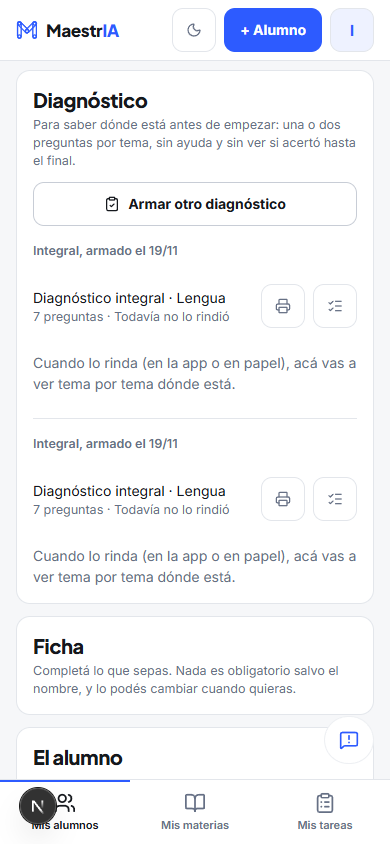 MaestrIA
+ Alumno
I
Diagnóstico
Para saber dónde está antes de empezar: una o dos
preguntas por tema, sin ayuda y sin ver si acertó hasta
el final.
Armar otro diagnóstico
Integral, armado el 19/11
Diagnóstico integral · Lengua
7 preguntas · Todavía no lo rindió
Cuando lo rinda (en la app o en papel), acá vas a
ver tema por tema dónde está.
Integral, armado el 19/11
Diagnóstico integral · Lengua
7 preguntas · Todavía no lo rindió
Cuando lo rinda (en la app o en papel), acá vas a
ver tema por tema dónde está.
Ficha
Completá lo que sepas. Nada es obligatorio salvo el
nombre, y lo podés cambiar cuando quieras.
El alumno
N
Mis alumnos
Mis materias
Mis tareas